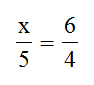 x/5 = 6/4